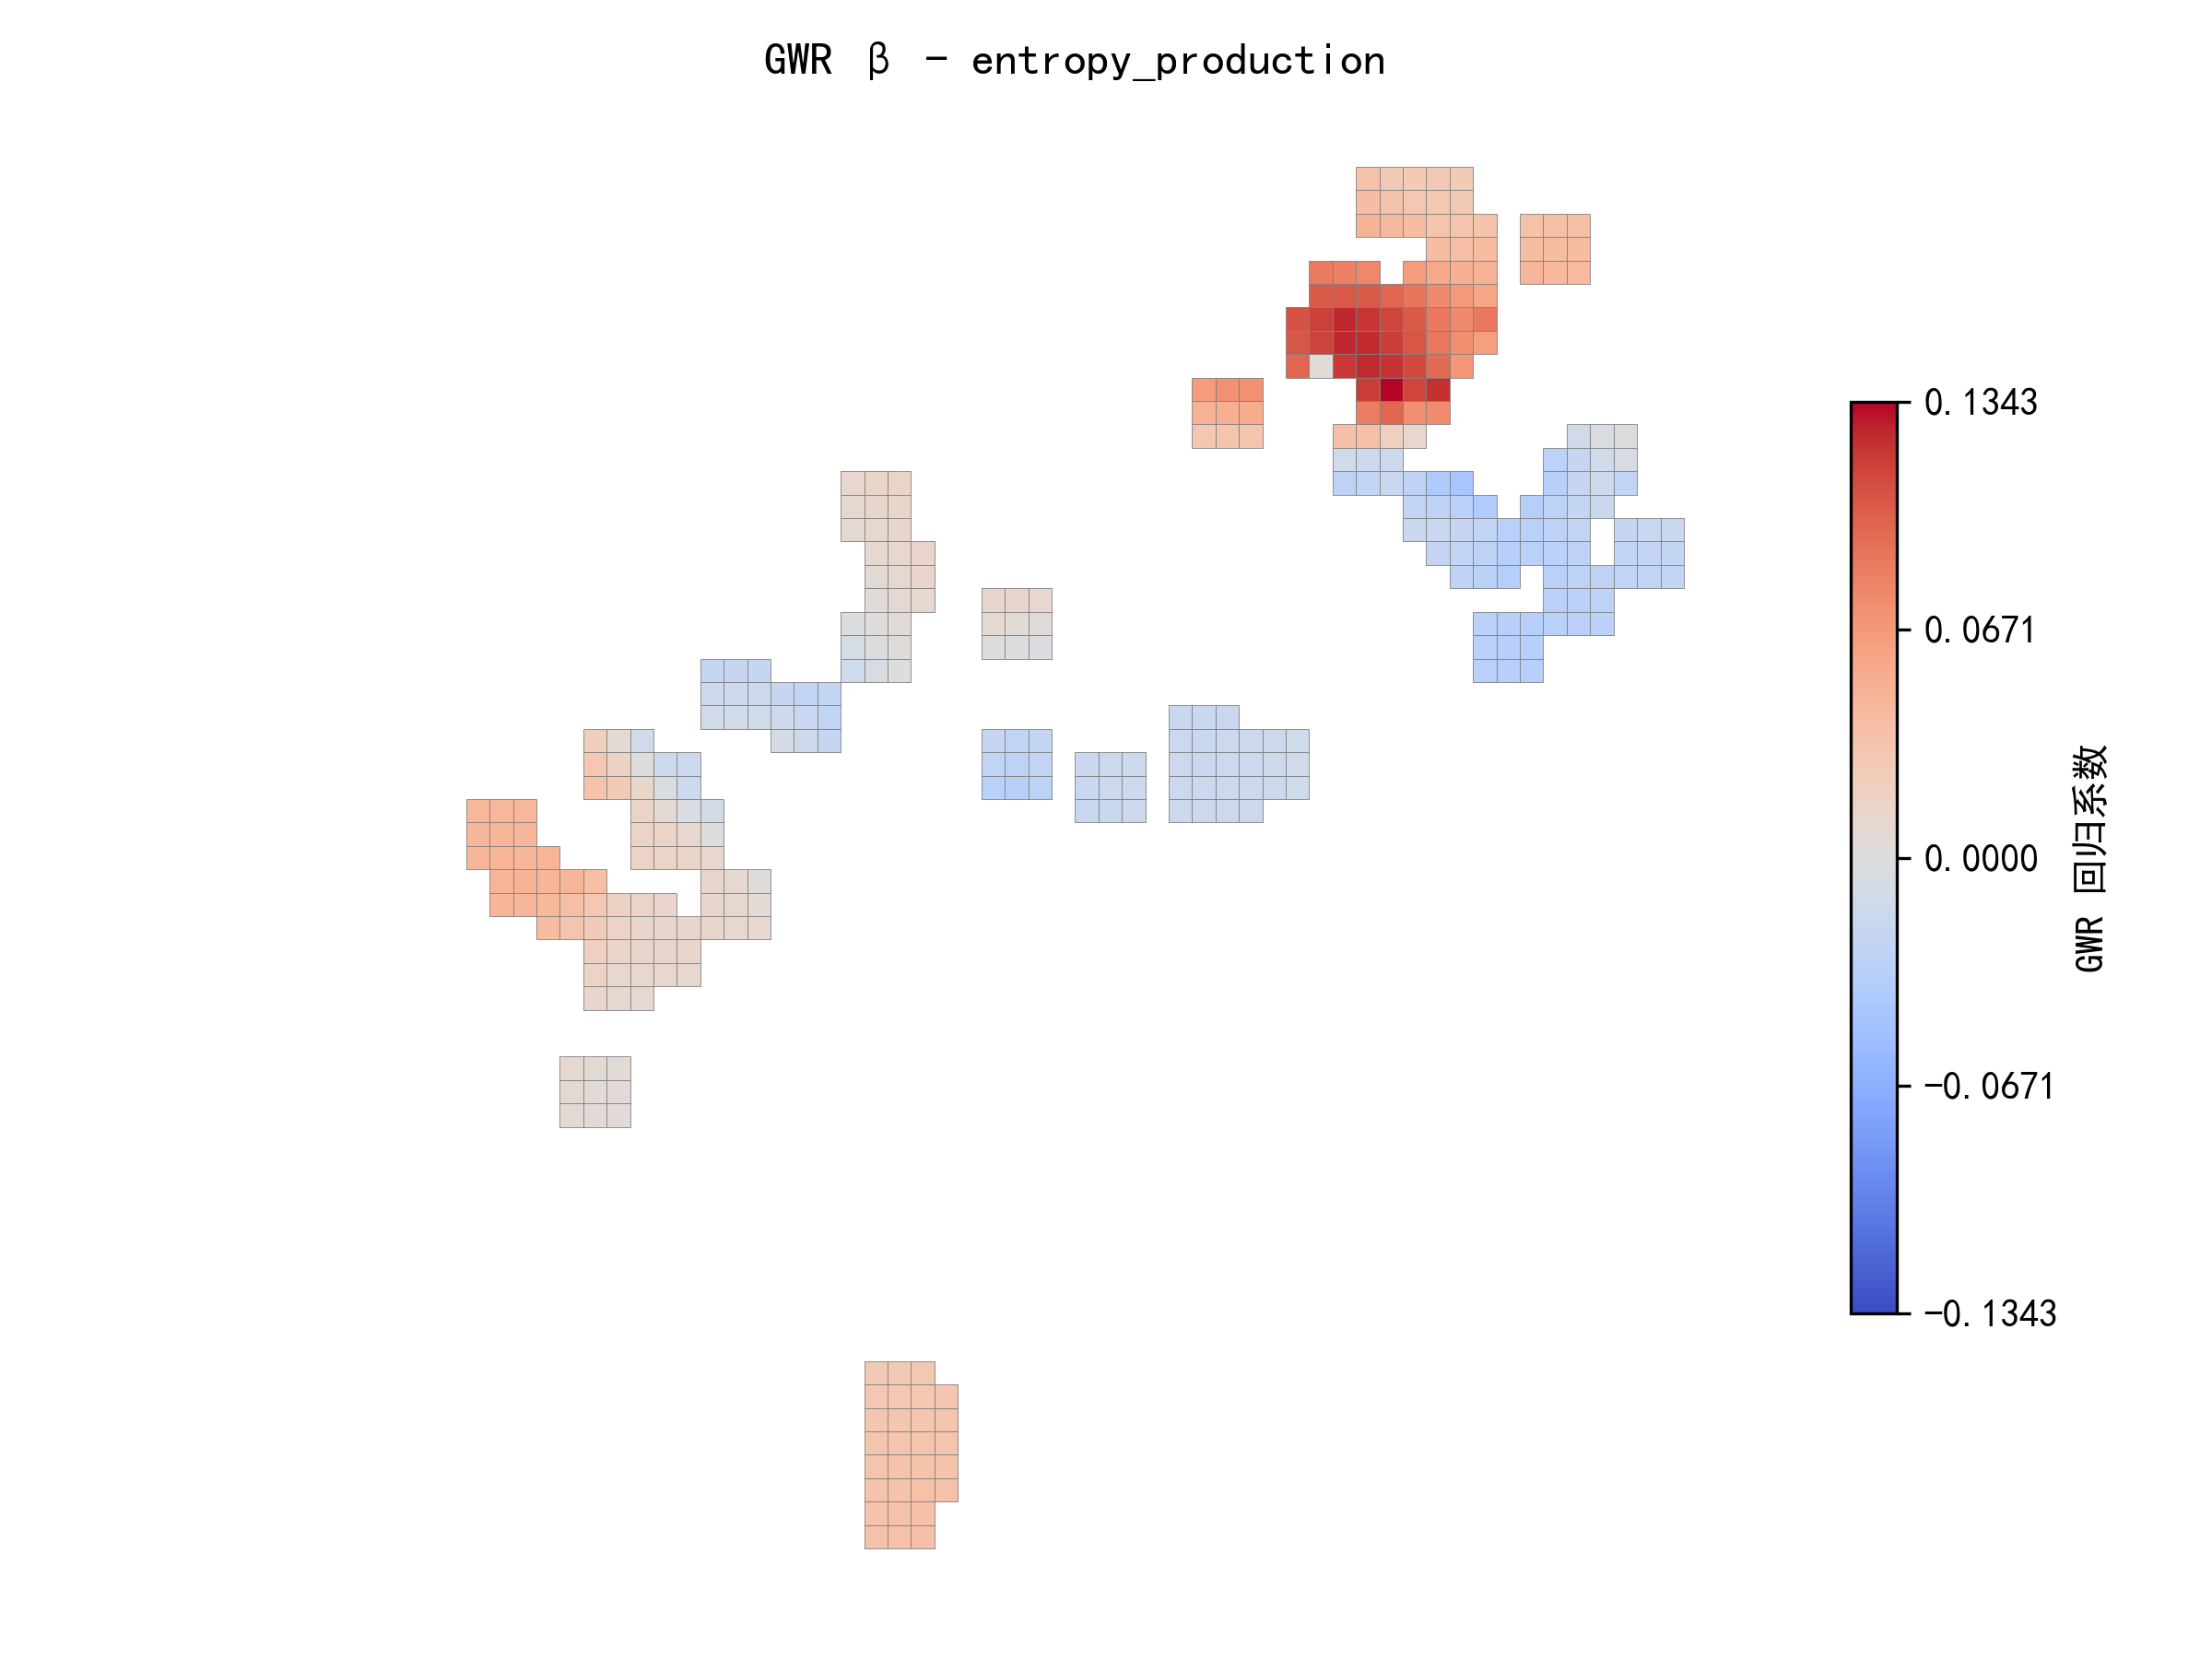 GWR β - entropy_production
0.1343
0.0671
0.0000
-0.0671
-0.1343
GWR 回归系数